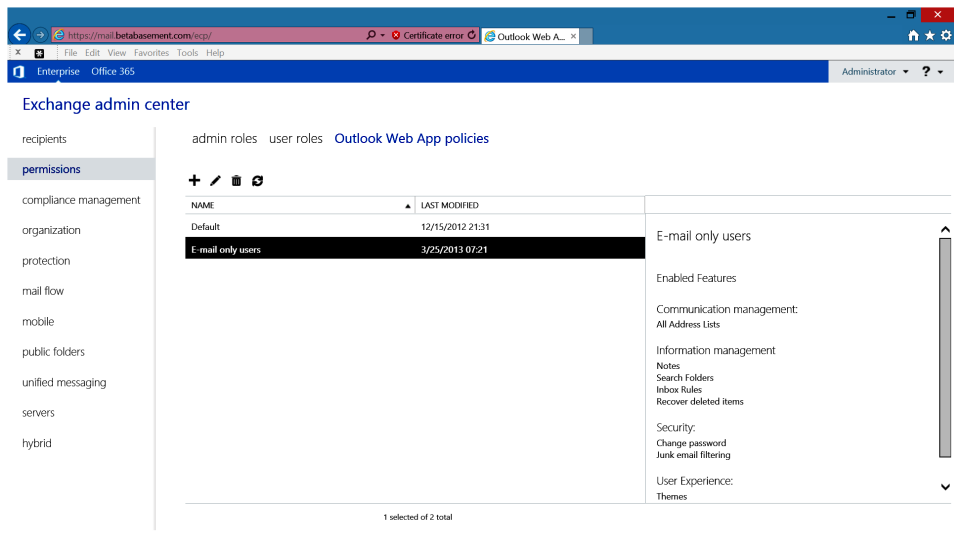 https://mail.betabasement.com/ecp/
Certificate error
Outlook Web A...
x
File Edit View Favorites Tools Help
Enterprise Office 365
Administrator
?
Exchange admin center
recipients
permissions
compliance management
organization
protection
mail flow
mobile
public folders
unified messaging
servers
hybrid
admin roles user roles Outlook Web App policies
NAME LAST MODIFIED
Default 12/15/2012 21:31
E-mail only users 3/25/2013 07:21
1 selected of 2 total
E-mail only users
Enabled Features
Communication management:
All Address Lists
Information management
Notes
Search Folders
Inbox Rules
Recover deleted items
Security:
Change password
Junk email filtering
User Experience:
Themes